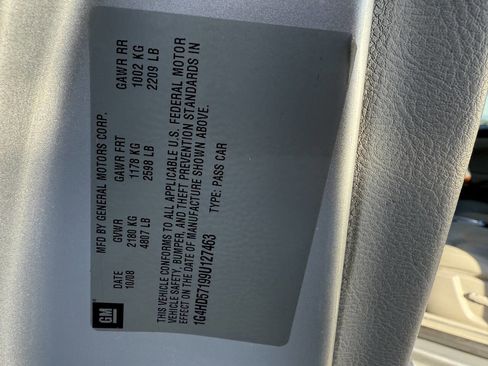 GM
MFD BY GENERAL MOTORS CORP.
DATE GVWR GAWR FRT GAWR RR
10/08 2180 KG 1178 KG 1002 KG
4807 LB 2598 LB 2209 LB
THIS VEHICLE CONFORMS TO ALL APPLICABLE U.S. FEDERAL MOTOR
VEHICLE SAFETY, BUMPER, AND THEFT PREVENTION STANDARDS IN
EFFECT ON THE DATE OF MANUFACTURE SHOWN ABOVE.
1G4HD57199U127463 TYPE: PASS CAR